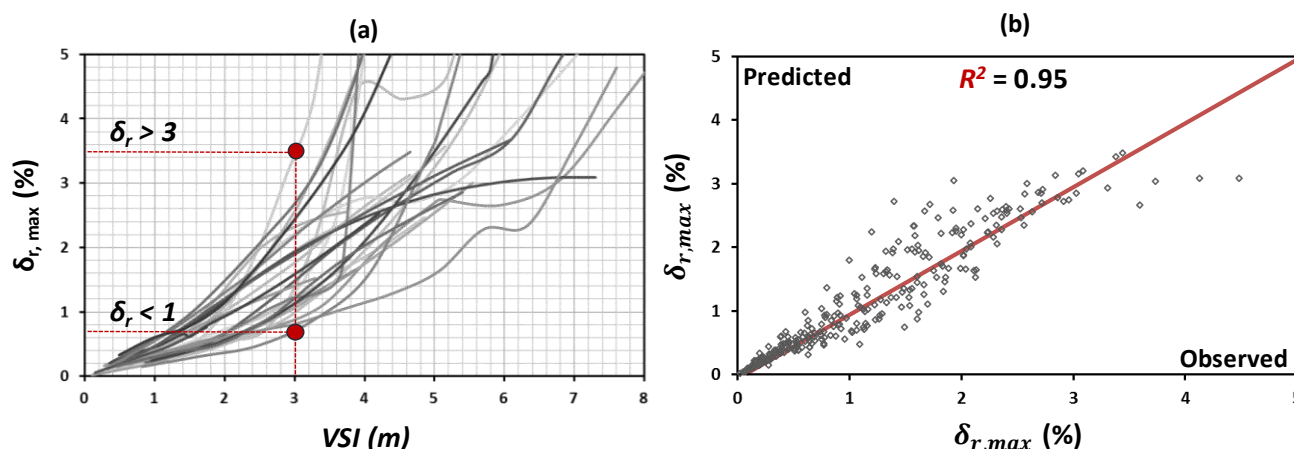 (a)
5
4
3
2
1
0
δr, max (%)
δr > 3
δr < 1
0 1 2 3 4 5 6 7 8
VSI (m)
(b)
5
4
3
2
1
0
δr,max (%)
Predicted
R² = 0.95
Observed
0 1 2 3 4 5
δr,max (%)